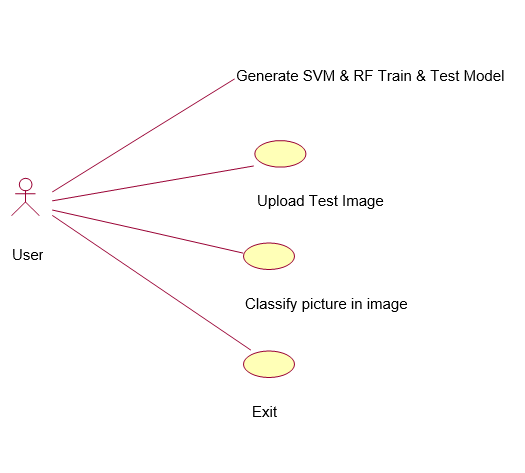 Generate SVM & RF Train & Test Model
Upload Test Image
User
Classify picture in image
Exit